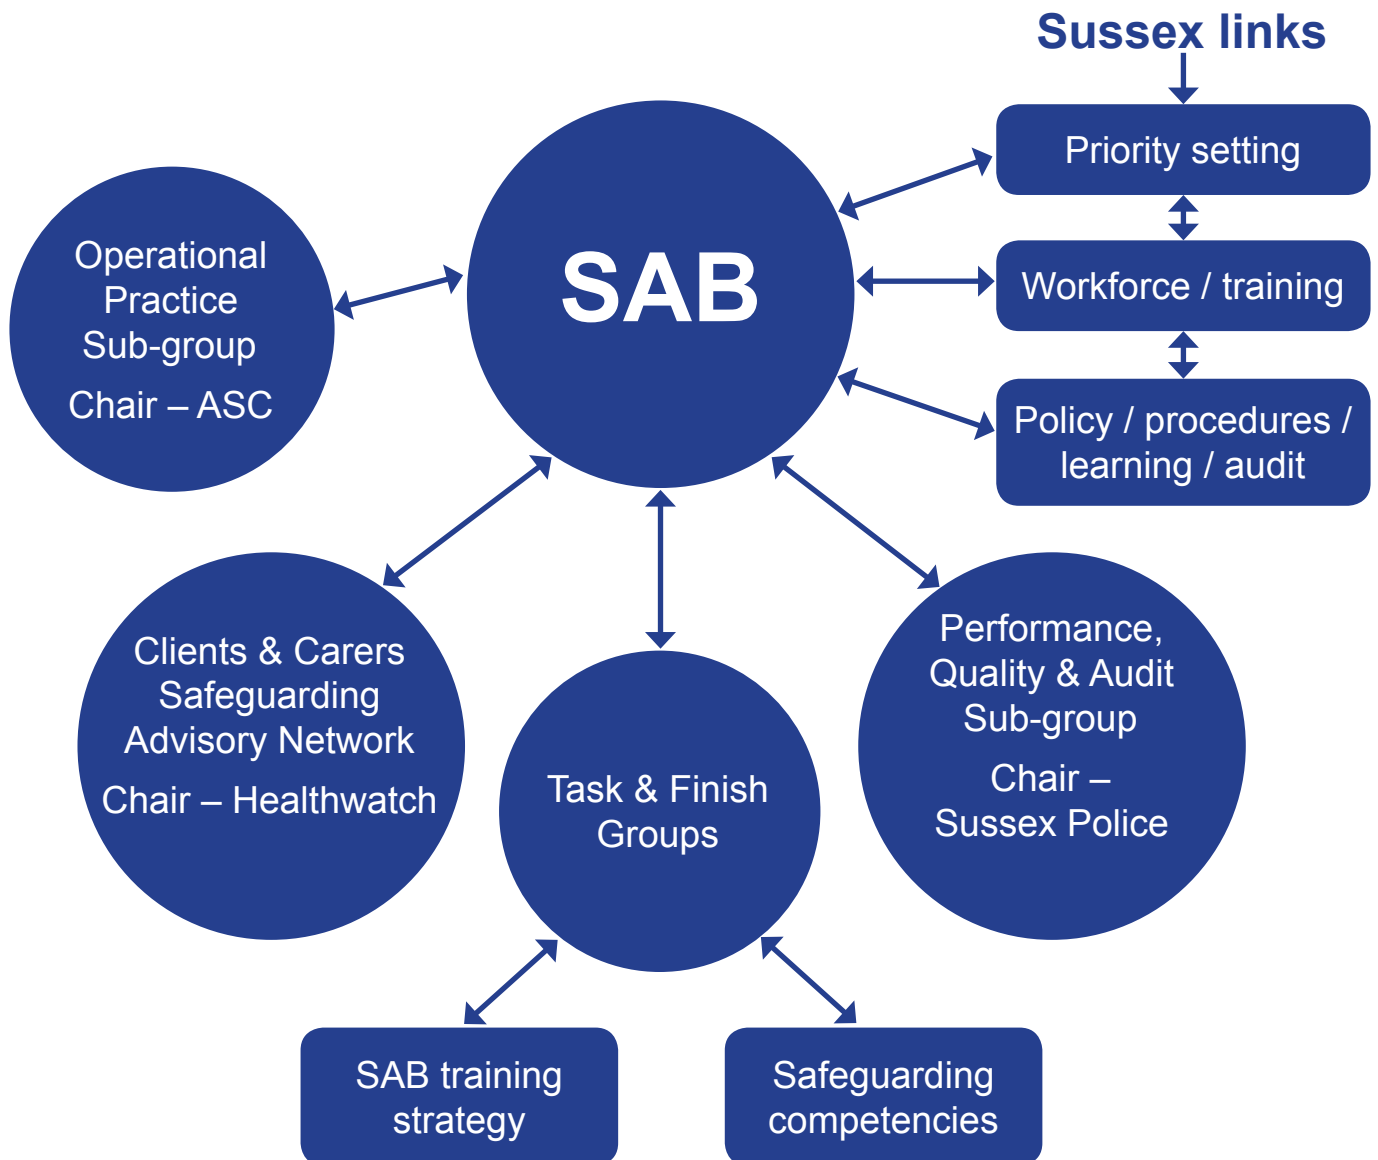 Sussex links
Priority setting
SAB
Workforce / training
Policy / procedures /
learning / audit
Operational
Practice
Sub-group
Chair – ASC
Clients & Carers
Safeguarding
Advisory Network
Chair – Healthwatch
Task & Finish
Groups
Performance,
Quality & Audit
Sub-group
Chair –
Sussex Police
SAB training
strategy
Safeguarding
competencies